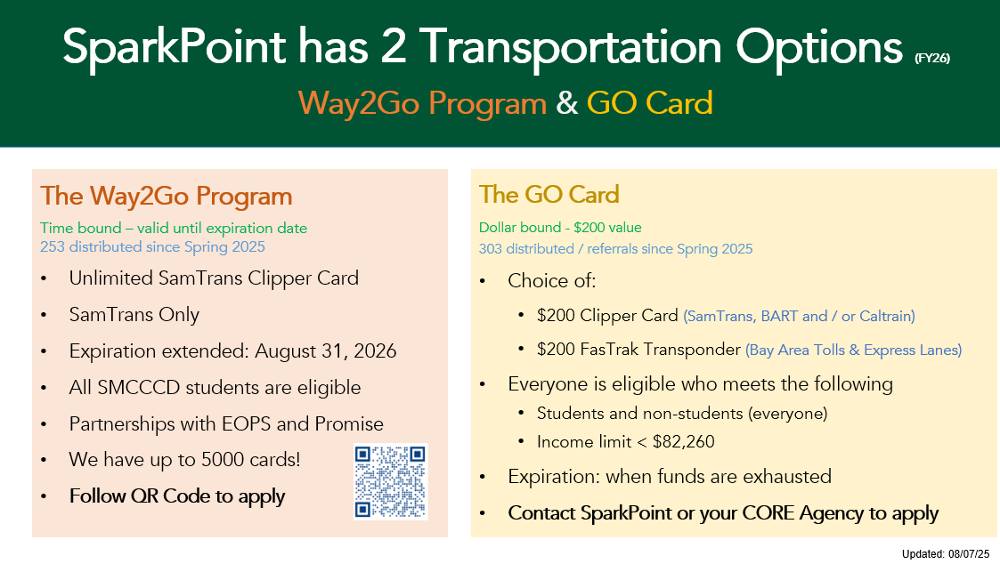 SparkPoint has 2 Transportation Options (FY26)
Way2Go Program & GO Card
The Way2Go Program
Time bound – valid until expiration date
253 distributed since Spring 2025
• Unlimited SamTrans Clipper Card
• SamTrans Only
• Expiration extended: August 31, 2026
• All SMCCCD students are eligible
• Partnerships with EOPS and Promise
• We have up to 5000 cards!
• Follow QR Code to apply
The GO Card
Dollar bound - $200 value
303 distributed / referrals since Spring 2025
• Choice of:
• $200 Clipper Card (SamTrans, BART and / or Caltrain)
• $200 FasTrak Transponder (Bay Area Tolls & Express Lanes)
• Everyone is eligible who meets the following
• Students and non-students (everyone)
• Income limit < $82,260
• Expiration: when funds are exhausted
• Contact SparkPoint or your CORE Agency to apply
Updated: 08/07/25